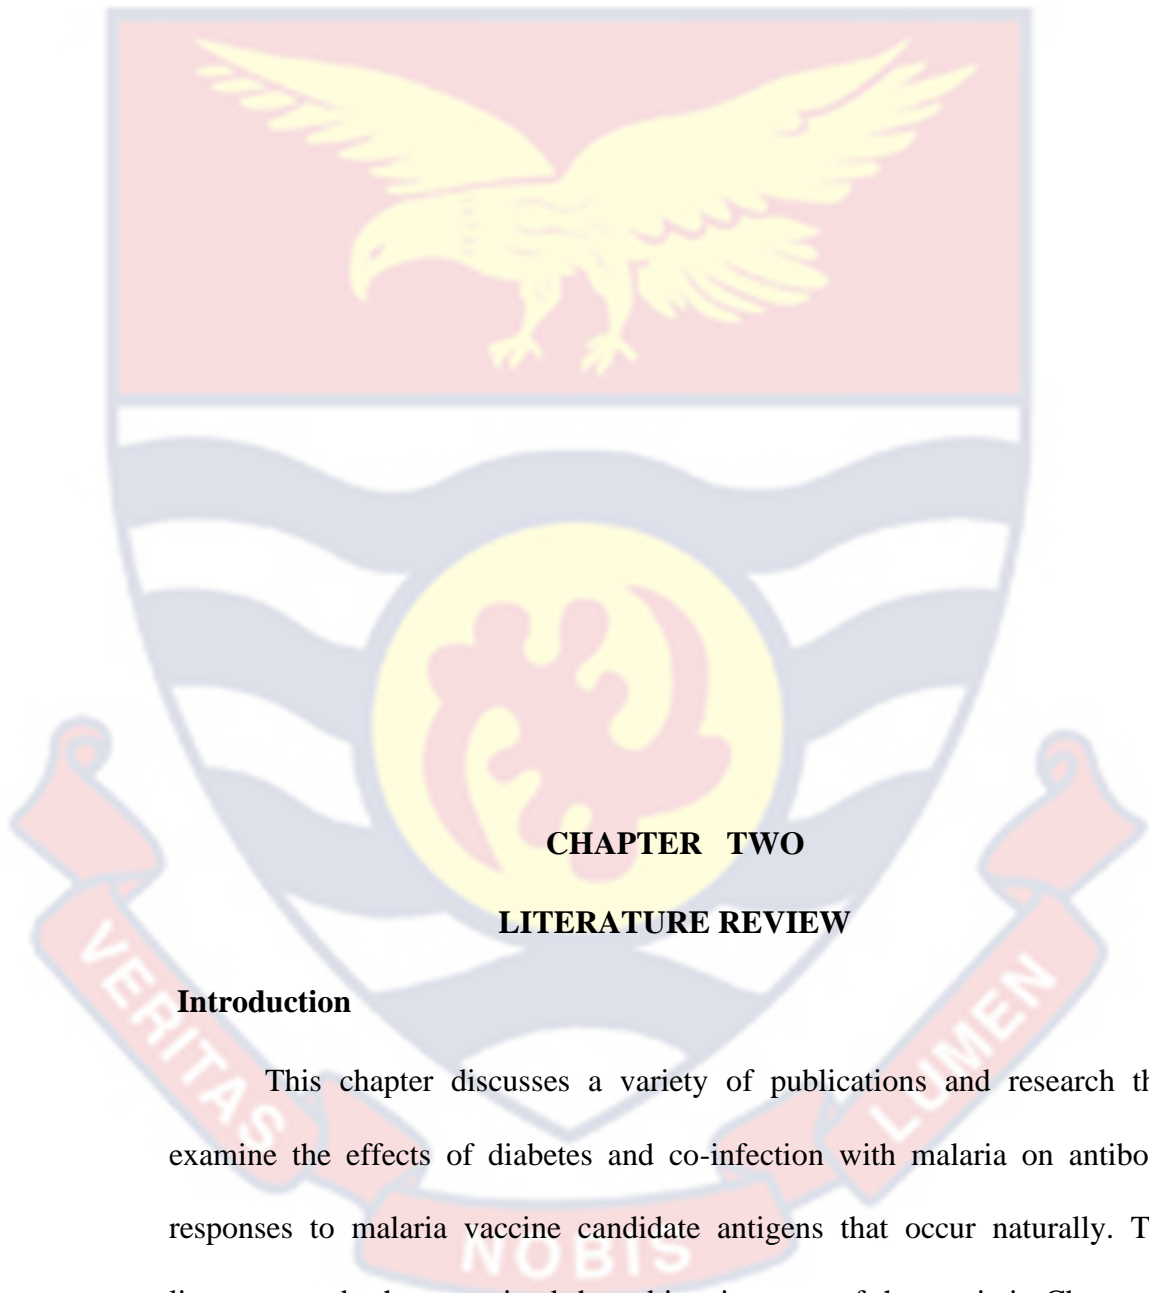 CHAPTER TWO
LITERATURE REVIEW
Introduction
This chapter discusses a variety of publications and research
examine the effects of diabetes and co-infection with malaria on
responses to malaria vaccine candidate antigens that occur naturally.
VERITAS
NOBIS
LUMEN